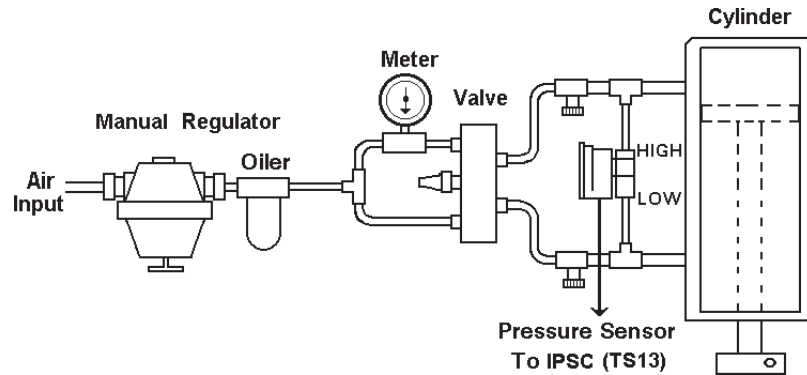 Cylinder
Meter
Valve
Manual Regulator
Oiler
Air
Input
HIGH
LOW
Pressure Sensor
To IPSC (TS13)